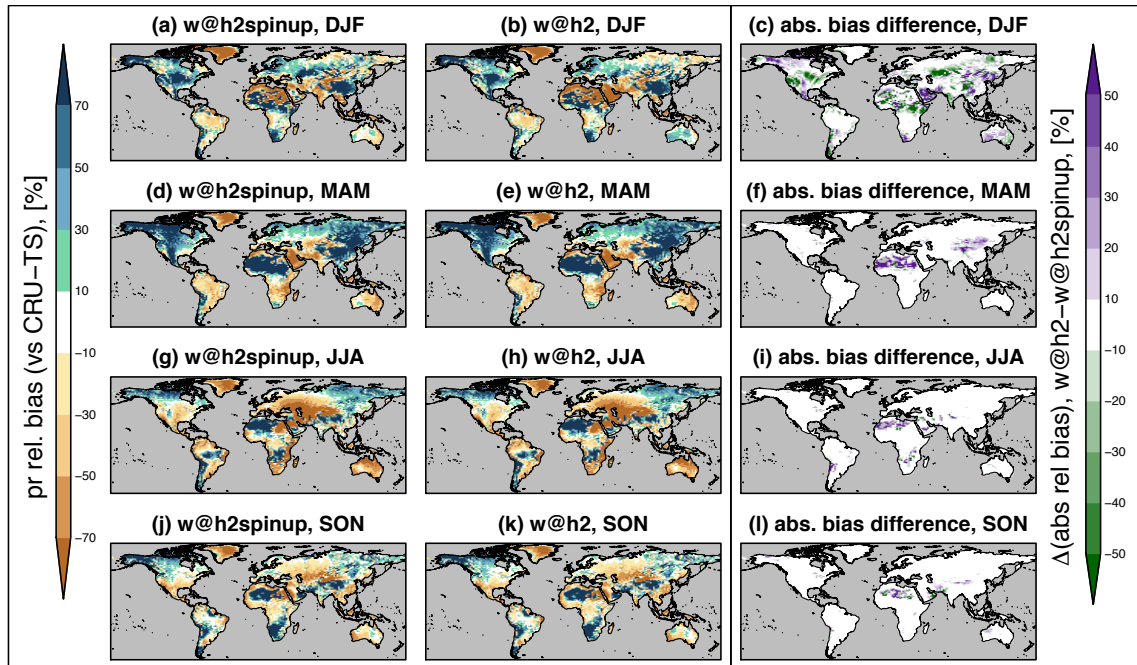 (a) w@h2spinup, DJF
(b) w@h2, DJF
(c) abs. bias difference, DJF
(d) w@h2spinup, MAM
(e) w@h2, MAM
(f) abs. bias difference, MAM
(g) w@h2spinup, JJA
(h) w@h2, JJA
(i) abs. bias difference, JJA
(j) w@h2spinup, SON
(k) w@h2, SON
(l) abs. bias difference, SON
pr rel. bias (vs CRU−TS), [%]
70
50
30
10
−10
−30
−50
−70
50
40
30
20
10
−10
−20
−30
−40
−50
Δ(abs rel bias), w@h2−w@h2spinup, [%]